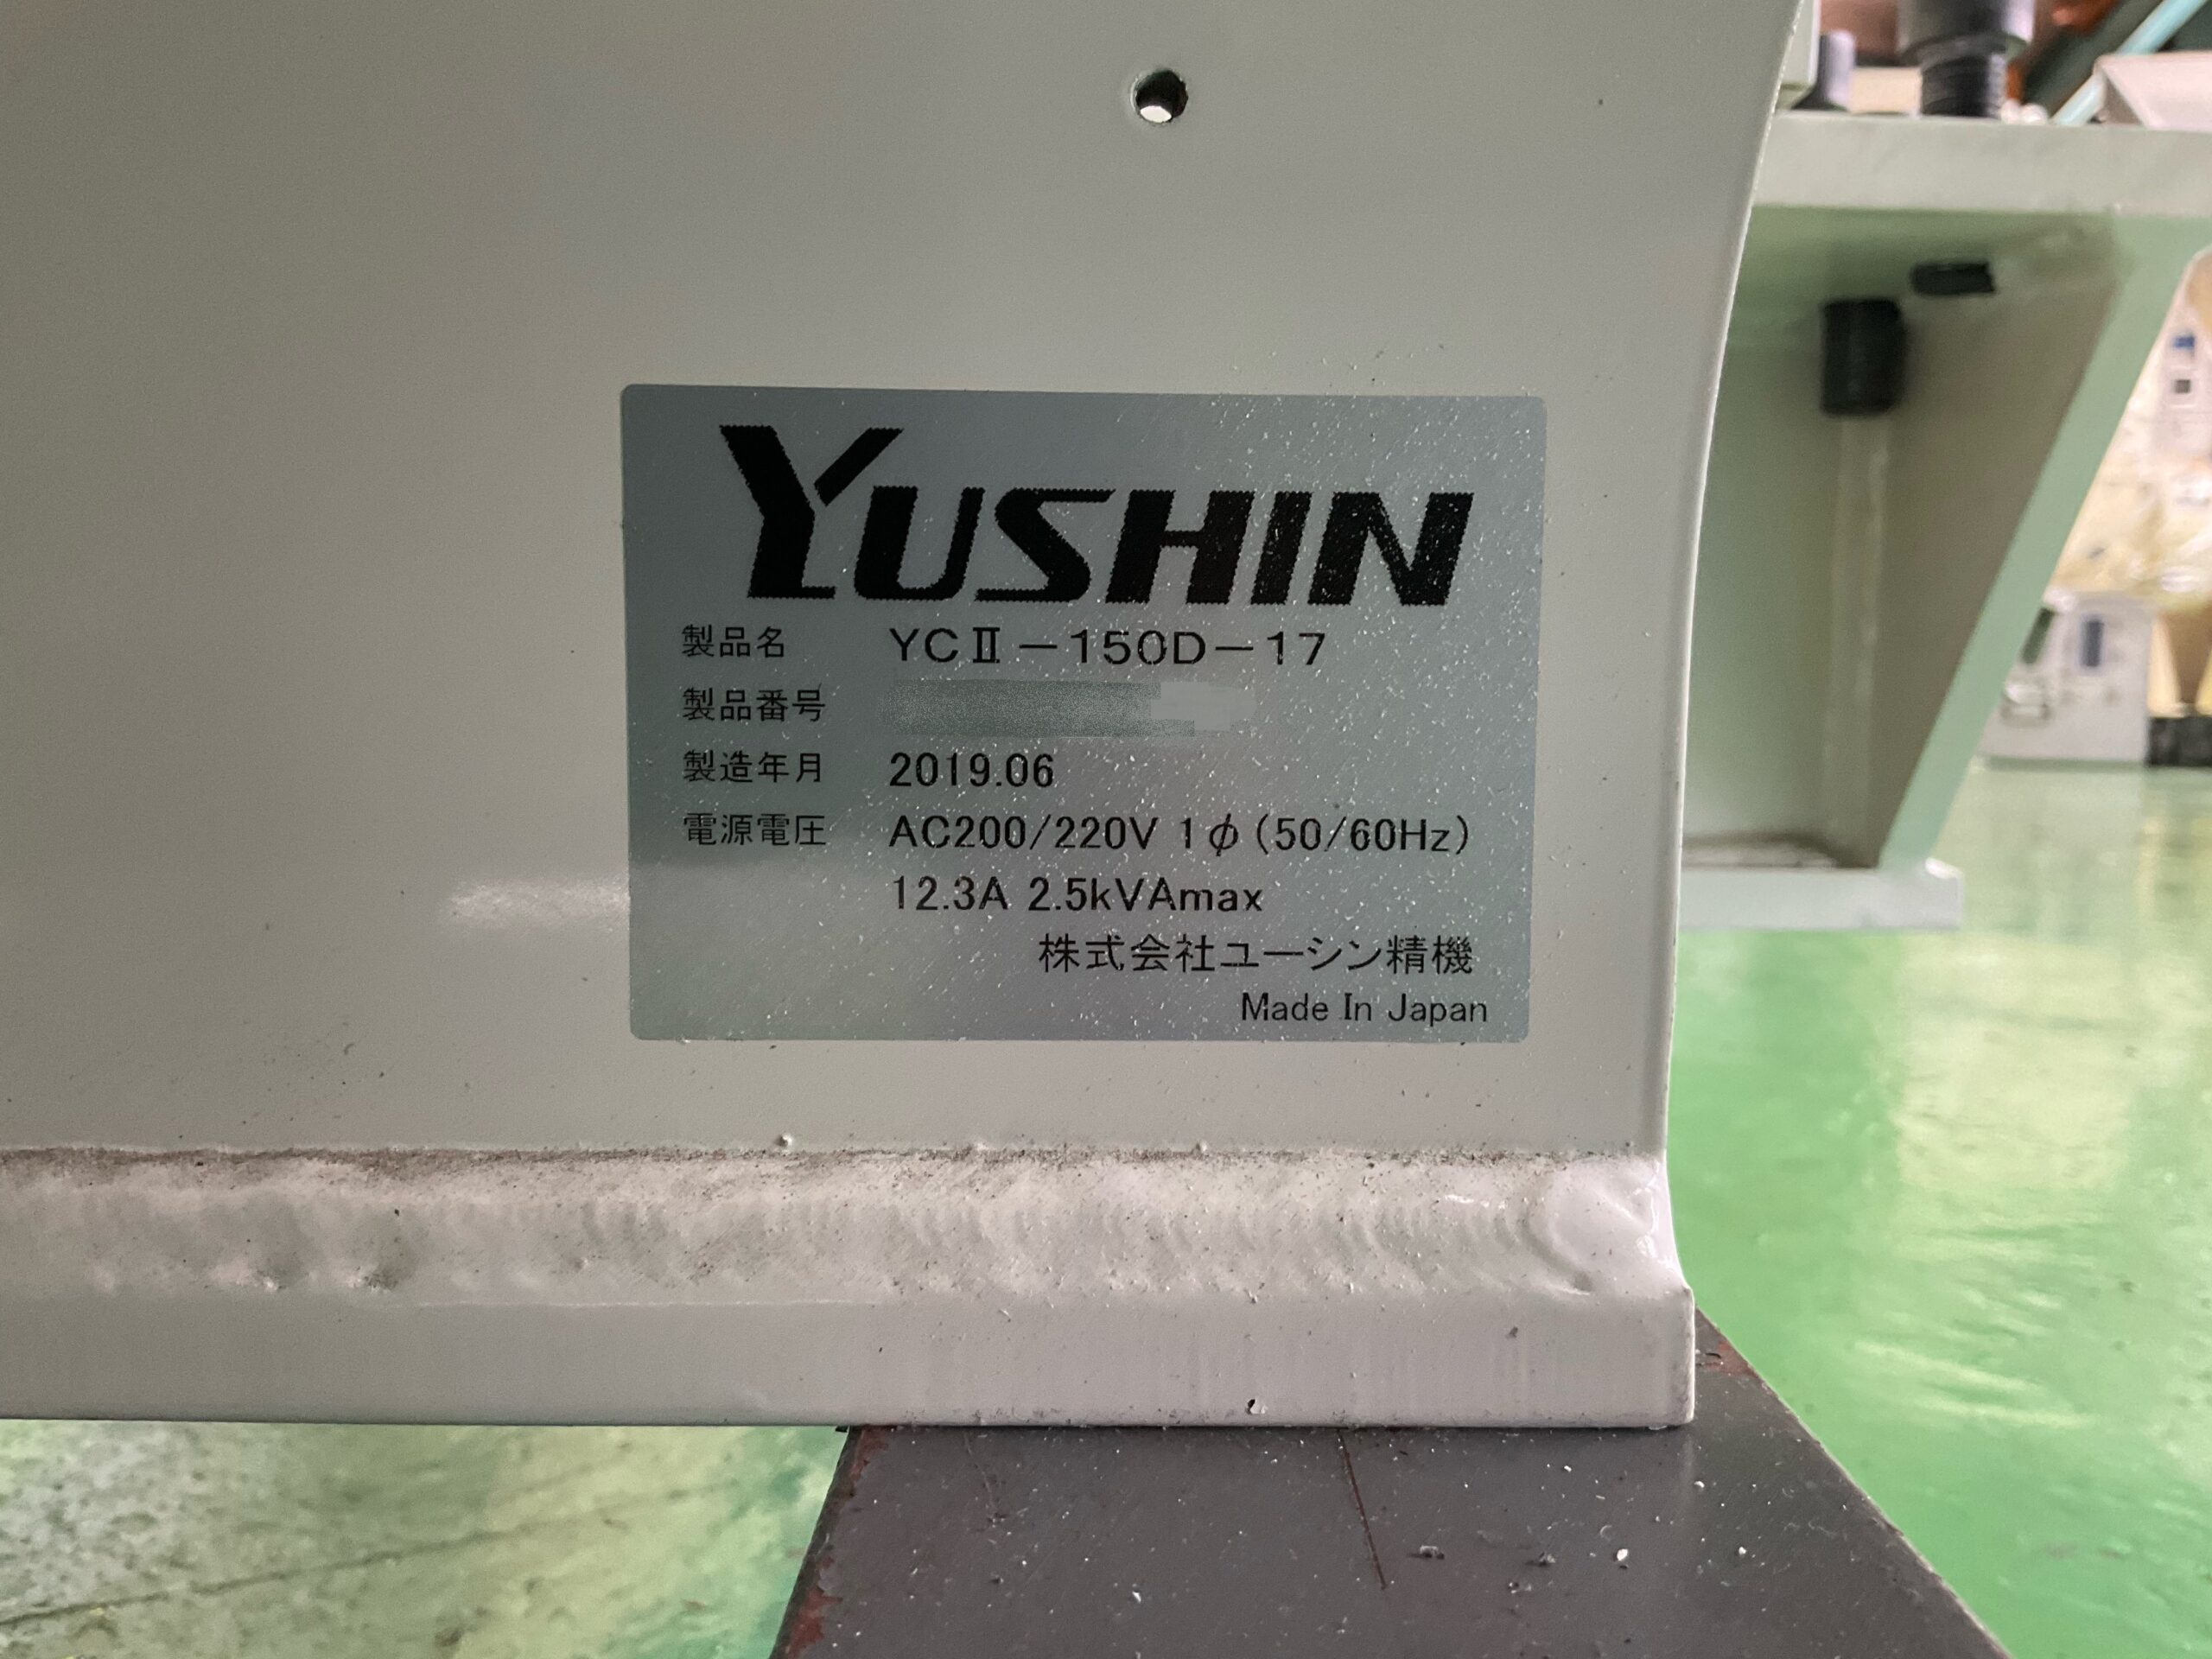 YUSHIN
製品名 YCⅡ-150D-17
製品番号
製造年月 2019.06
電源電圧 AC200/220V 1φ(50/60Hz)
12.3A 2.5kVAmax
株式会社ユーシン精機
Made In Japan